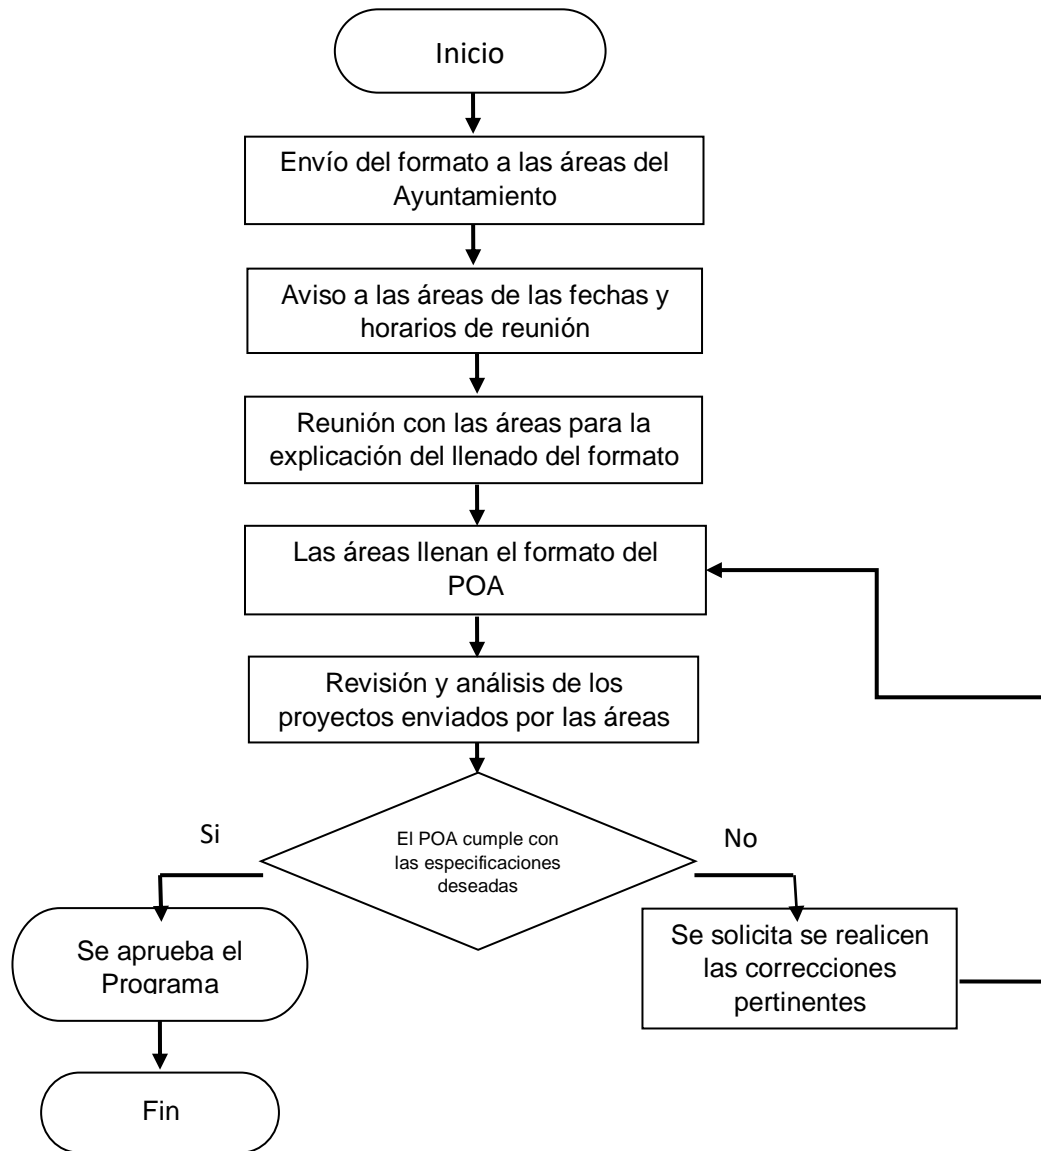 Inicio
Envío del formato a las áreas del
Ayuntamiento
Aviso a las áreas de las fechas y
horarios de reunión
Reunión con las áreas para la
explicación del llenado del formato
Las áreas llenan el formato del
POA
Revisión y análisis de los
proyectos enviados por las áreas
Si
El POA cumple con
las especificaciones
deseadas
No
Se aprueba el
Programa
Se solicita se realicen
las correcciones
pertinentes
Fin